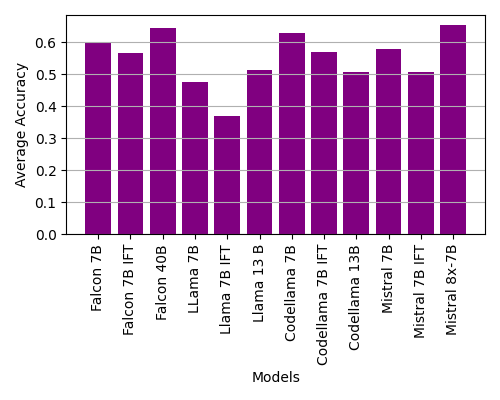 Average Accuracy
0.6
0.5
0.4
0.3
0.2
0.1
0.0
Falcon 7B
Falcon 7B IFT
Falcon 40B
LLama 7B
Llama 7B IFT
Llama 13 B
Codellama 7B
Codellama 7B IFT
Codellama 13B
Mistral 7B
Mistral 7B IFT
Mistral 8x-7B
Models